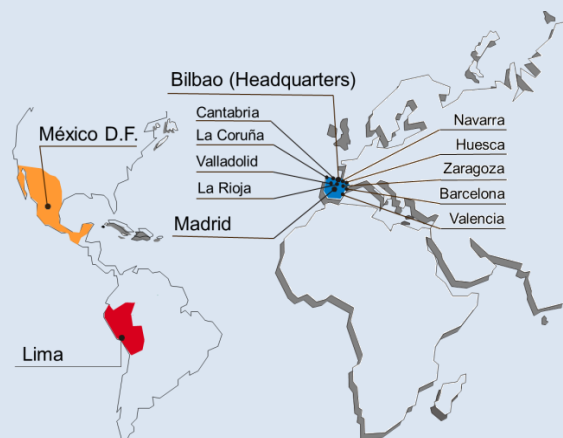 Bilbao (Headquarters)
Cantabria
La Coruña
Valladolid
La Rioja
Madrid
Navarra
Huesca
Zaragoza
Barcelona
Valencia
México D.F.
Lima